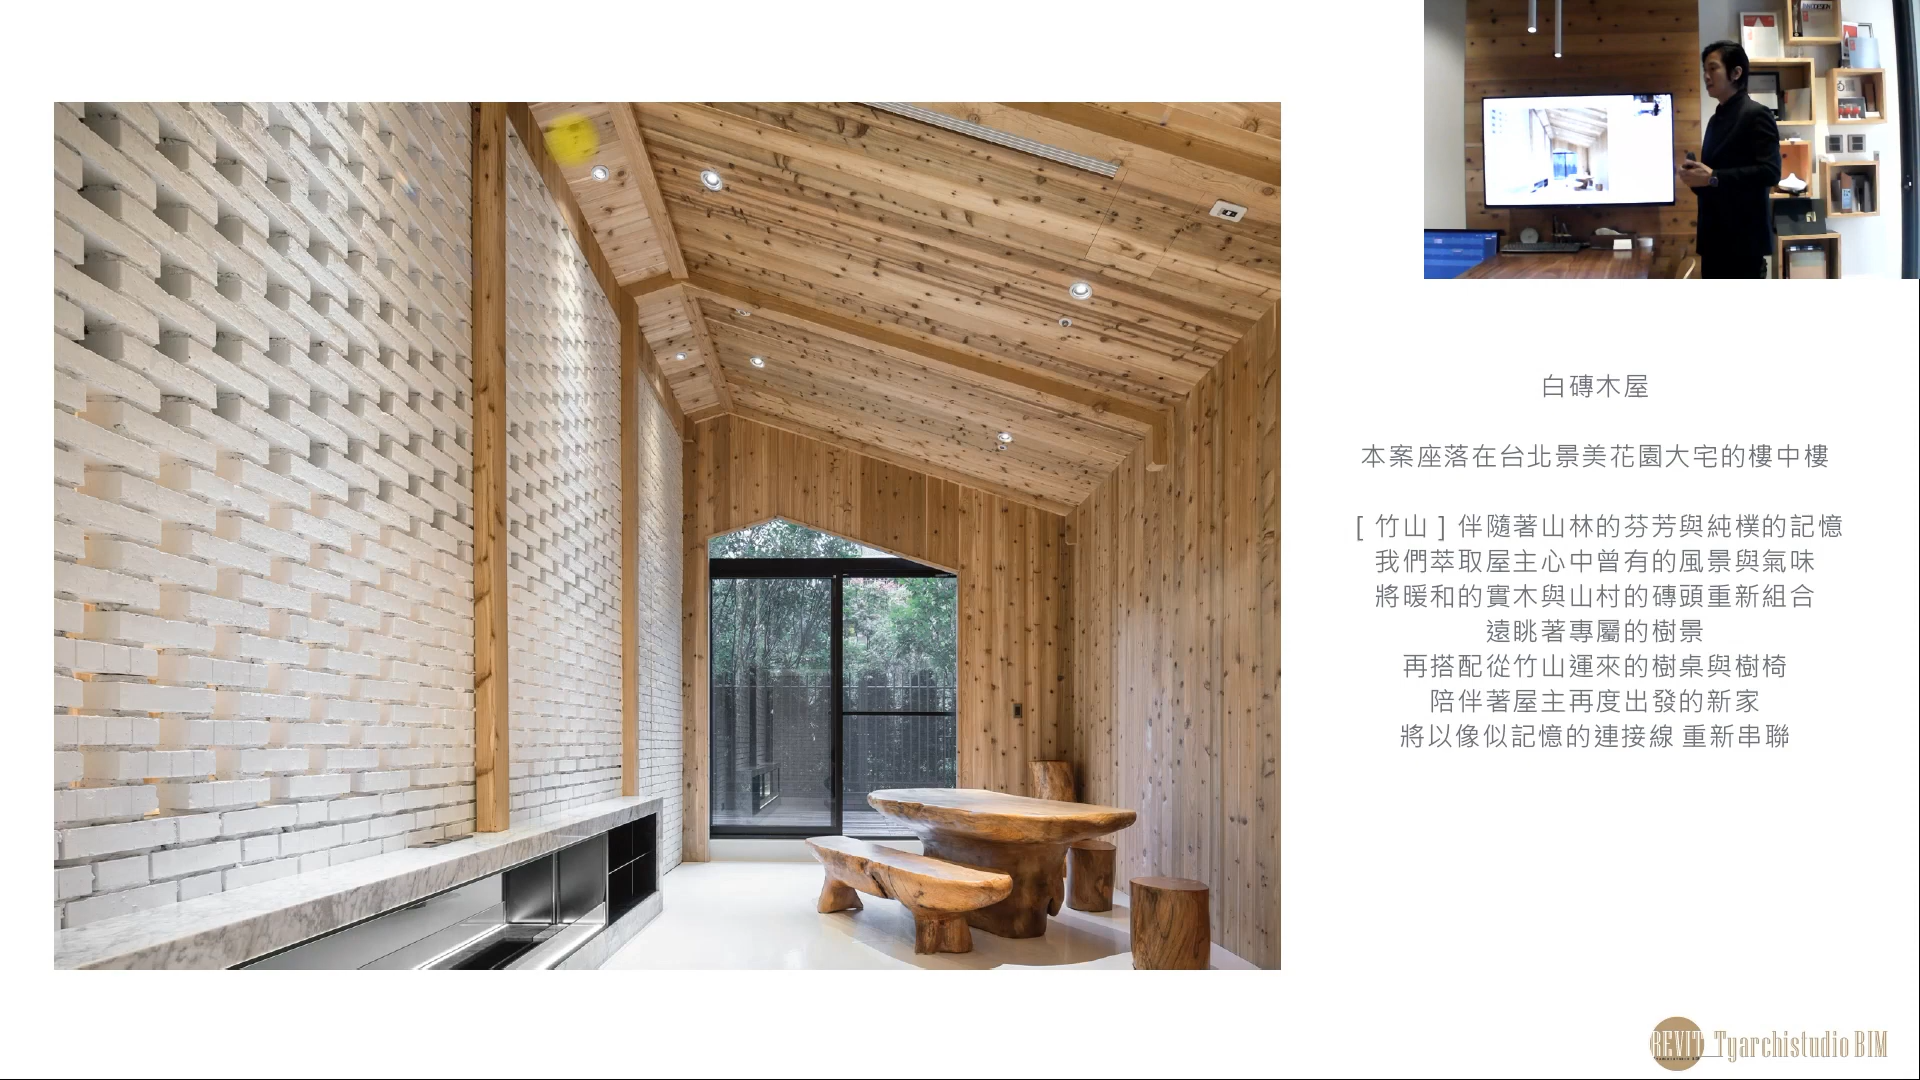 白磚木屋
本案座落在台北景美花園大宅的樓中樓
[ 竹山 ] 伴隨著山林的芬芳與純樸的記憶
我們萃取屋主心中曾有的風景與氣味
將暖和的實木與山村的磚頭重新組合
遠眺著專屬的樹景
再搭配從竹山運來的樹桌與樹椅
陪伴著屋主再度出發的新家
將以像似記憶的連接線 重新串聯
REVIT Tyarchistudio BIM